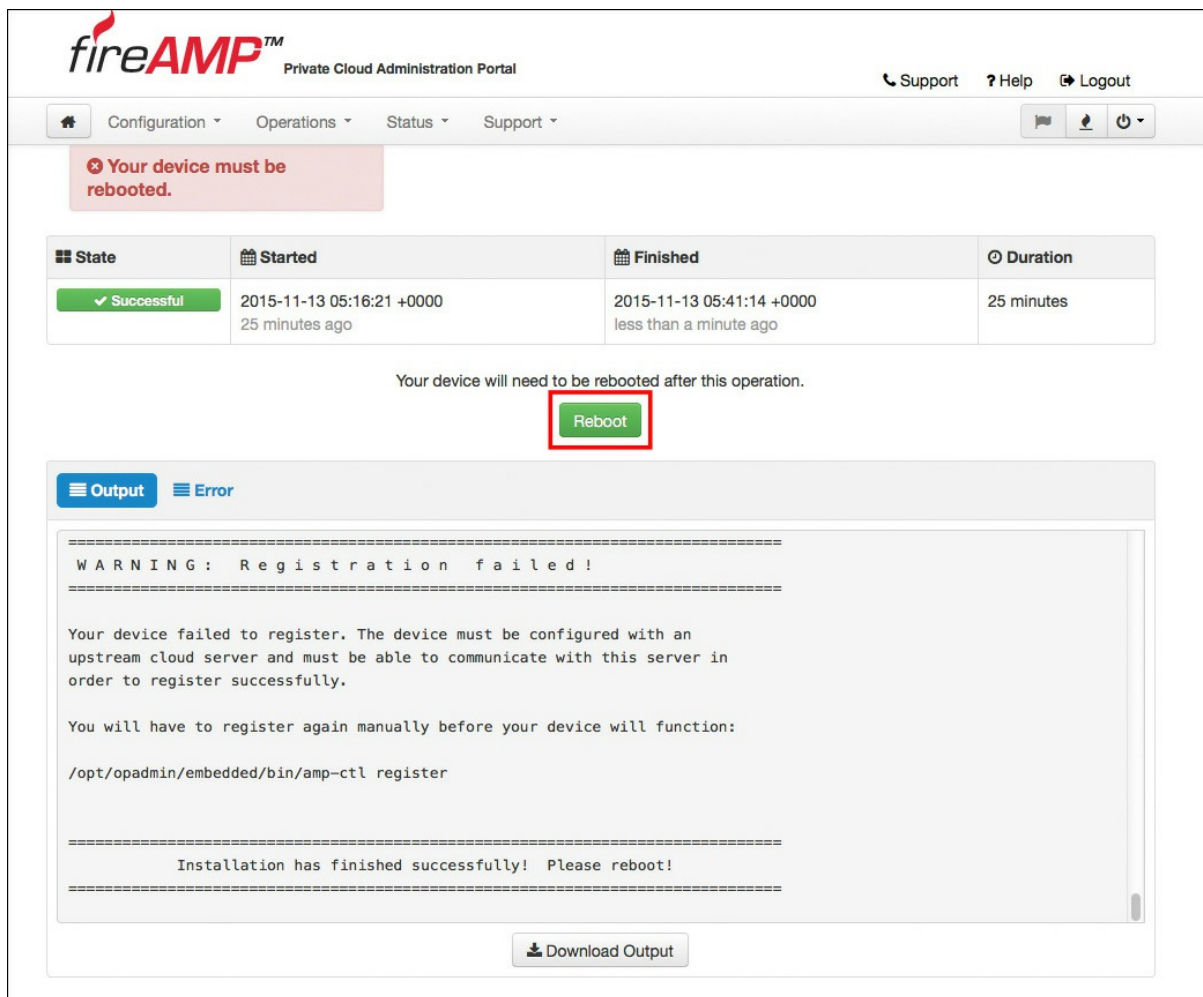 fireAMP™ Private Cloud Administration Portal
Support ? Help Logout
Configuration Operations Status Support
Your device must be
rebooted.
State Started Finished Duration
Successful 2015-11-13 05:16:21 +0000 2015-11-13 05:41:14 +0000 25 minutes
25 minutes ago less than a minute ago
Your device will need to be rebooted after this operation.
Reboot
Output Error
===============================================================================
W A R N I N G :   R e g i s t r a t i o n   f a i l e d !
===============================================================================
Your device failed to register. The device must be configured with an
upstream cloud server and must be able to communicate with this server in
order to register successfully.
You will have to register again manually before your device will function:
/opt/opadmin/embedded/bin/amp-ctl register
===============================================================================
Installation has finished successfully!  Please reboot!
===============================================================================
Download Output